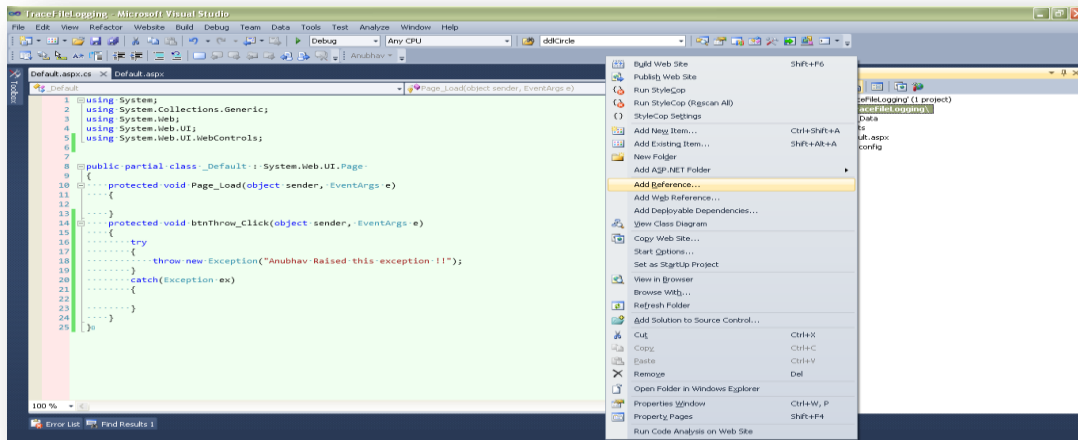 TraceFileLogging - Microsoft Visual Studio
File Edit View Refactor Website Build Debug Team Data Tools Test Analyze Window Help
Debug Any CPU ddlCircle
Anubhav
Toolbox
Default.aspx.cs Default.aspx
_Default Page_Load(object sender, EventArgs e)
1 using System;
2 using System.Collections.Generic;
3 using System.Web;
4 using System.Web.UI;
5 using System.Web.UI.WebControls;
6
7
8 public partial class _Default : System.Web.UI.Page
9 {
10 protected void Page_Load(object sender, EventArgs e)
11 {
12
13 }
14 protected void btnThrow_Click(object sender, EventArgs e)
15 {
16 try
17 {
18 throw new Exception("Anubhav Raised this exception !!");
19 }
20 catch(Exception ex)
21 {
22
23 }
24 }
25 }
100 %
Error List Find Results 1
Build Web Site Shift+F6
Publish Web Site
Run StyleCop
Run StyleCop (Rescan All)
StyleCop Settings
Add New Item... Ctrl+Shift+A
Add Existing Item... Shift+Alt+A
New Folder
Add ASP.NET Folder
Add Reference...
Add Web Reference...
Add Deployable Dependencies...
View Class Diagram
Copy Web Site...
Start Options...
Set as StartUp Project
View in Browser
Browse With...
Refresh Folder
Add Solution to Source Control...
Cut Ctrl+X
Copy Ctrl+C
Paste Ctrl+V
Remove Del
Open Folder in Windows Explorer
Properties Window Ctrl+W, P
Property Pages Shift+F4
Run Code Analysis on Web Site
eFileLogging' (1 project)
aceFileLogging\
_Data
ts
ult.aspx
config